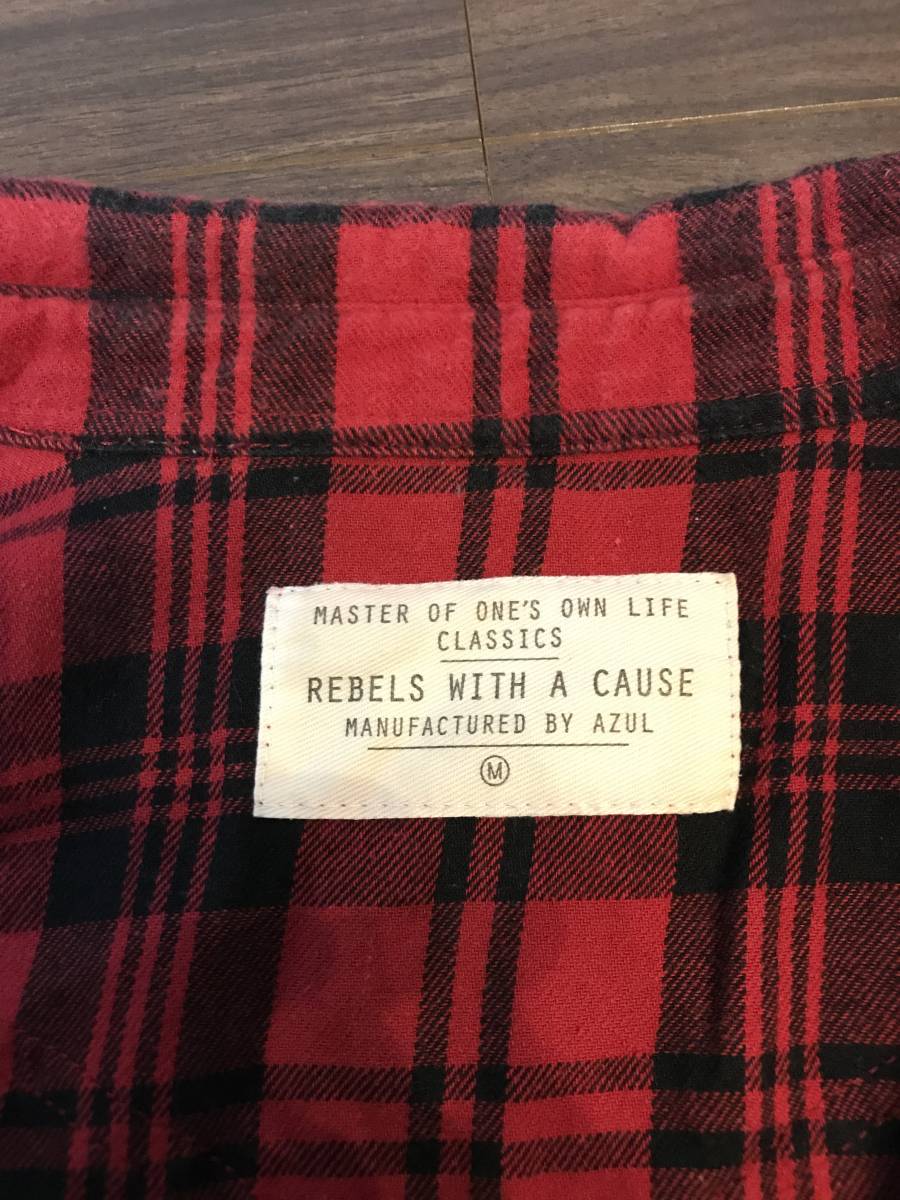 MASTER OF ONE'S OWN LIFE
CLASSICS
REBELS WITH A CAUSE
MANUFACTURED BY AZUL
M